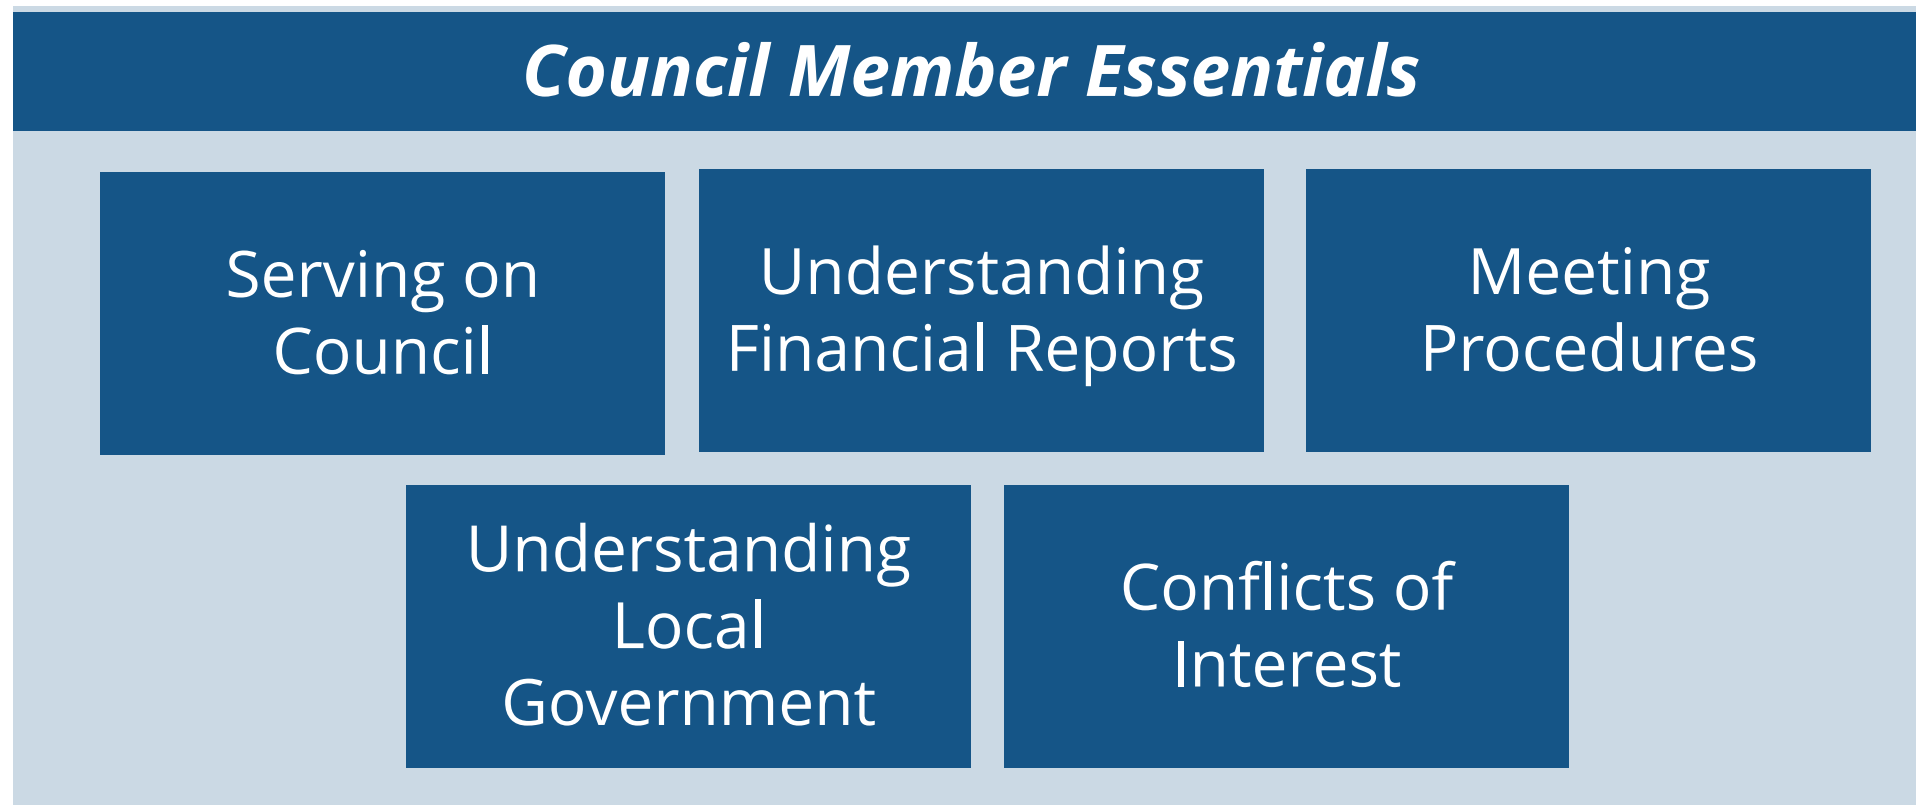 Council Member Essentials
Serving on
Council
Understanding
Financial Reports
Meeting
Procedures
Understanding
Local
Government
Conflicts of
Interest